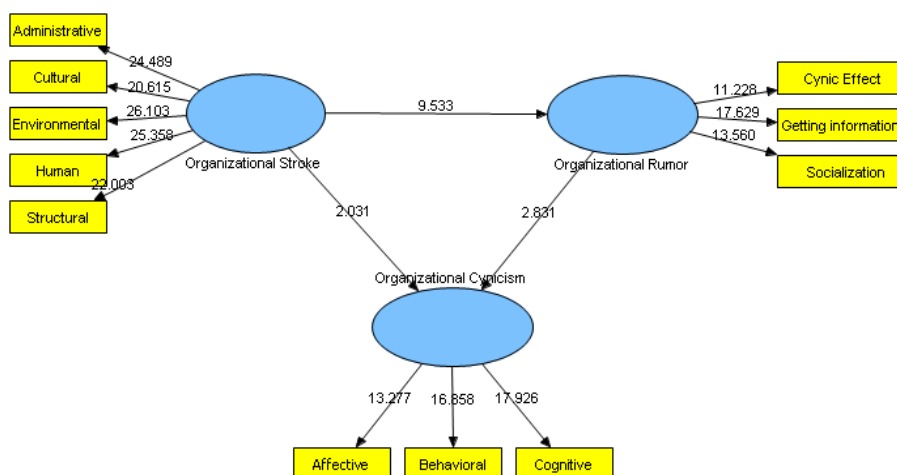 Administrative
24.489
Cultural
20.615
Environmental
26.103
Human
25.358
Structural
22.003
Organizational Stroke
9.533
Organizational Rumor
11.228
Cynic Effect
17.629
Getting information
13.560
Socialization
2.031
2.831
Organizational Cynicism
13.277
16.858
17.926
Affective
Behavioral
Cognitive